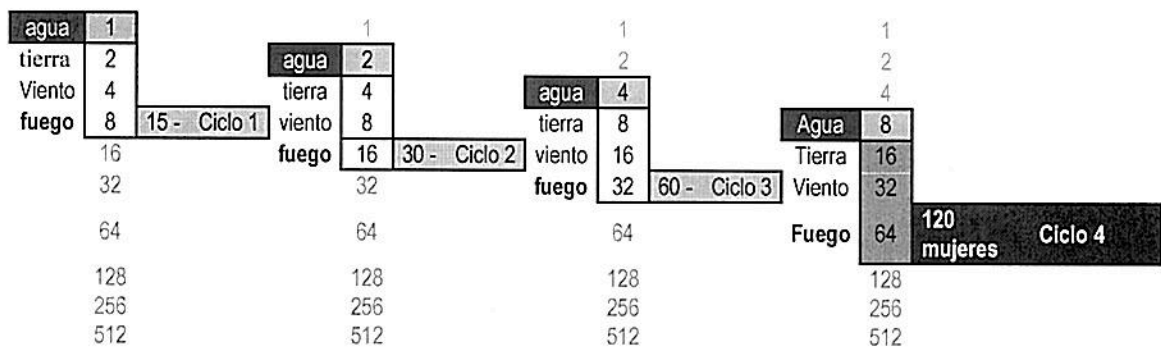 agua 1 1 1 1
tierra 2 agua 2 2 2
Viento 4 tierra 4 agua 4 4
fuego 8 15 - Ciclo 1 viento 8 tierra 8 Agua 8
16 fuego 16 30 - Ciclo 2 viento 16 Tierra 16
32 32 fuego 32 60 - Ciclo 3 Viento 32
64 64 64 Fuego 64 120 mujeres Ciclo 4
128 128 128 128
256 256 256 256
512 512 512 512